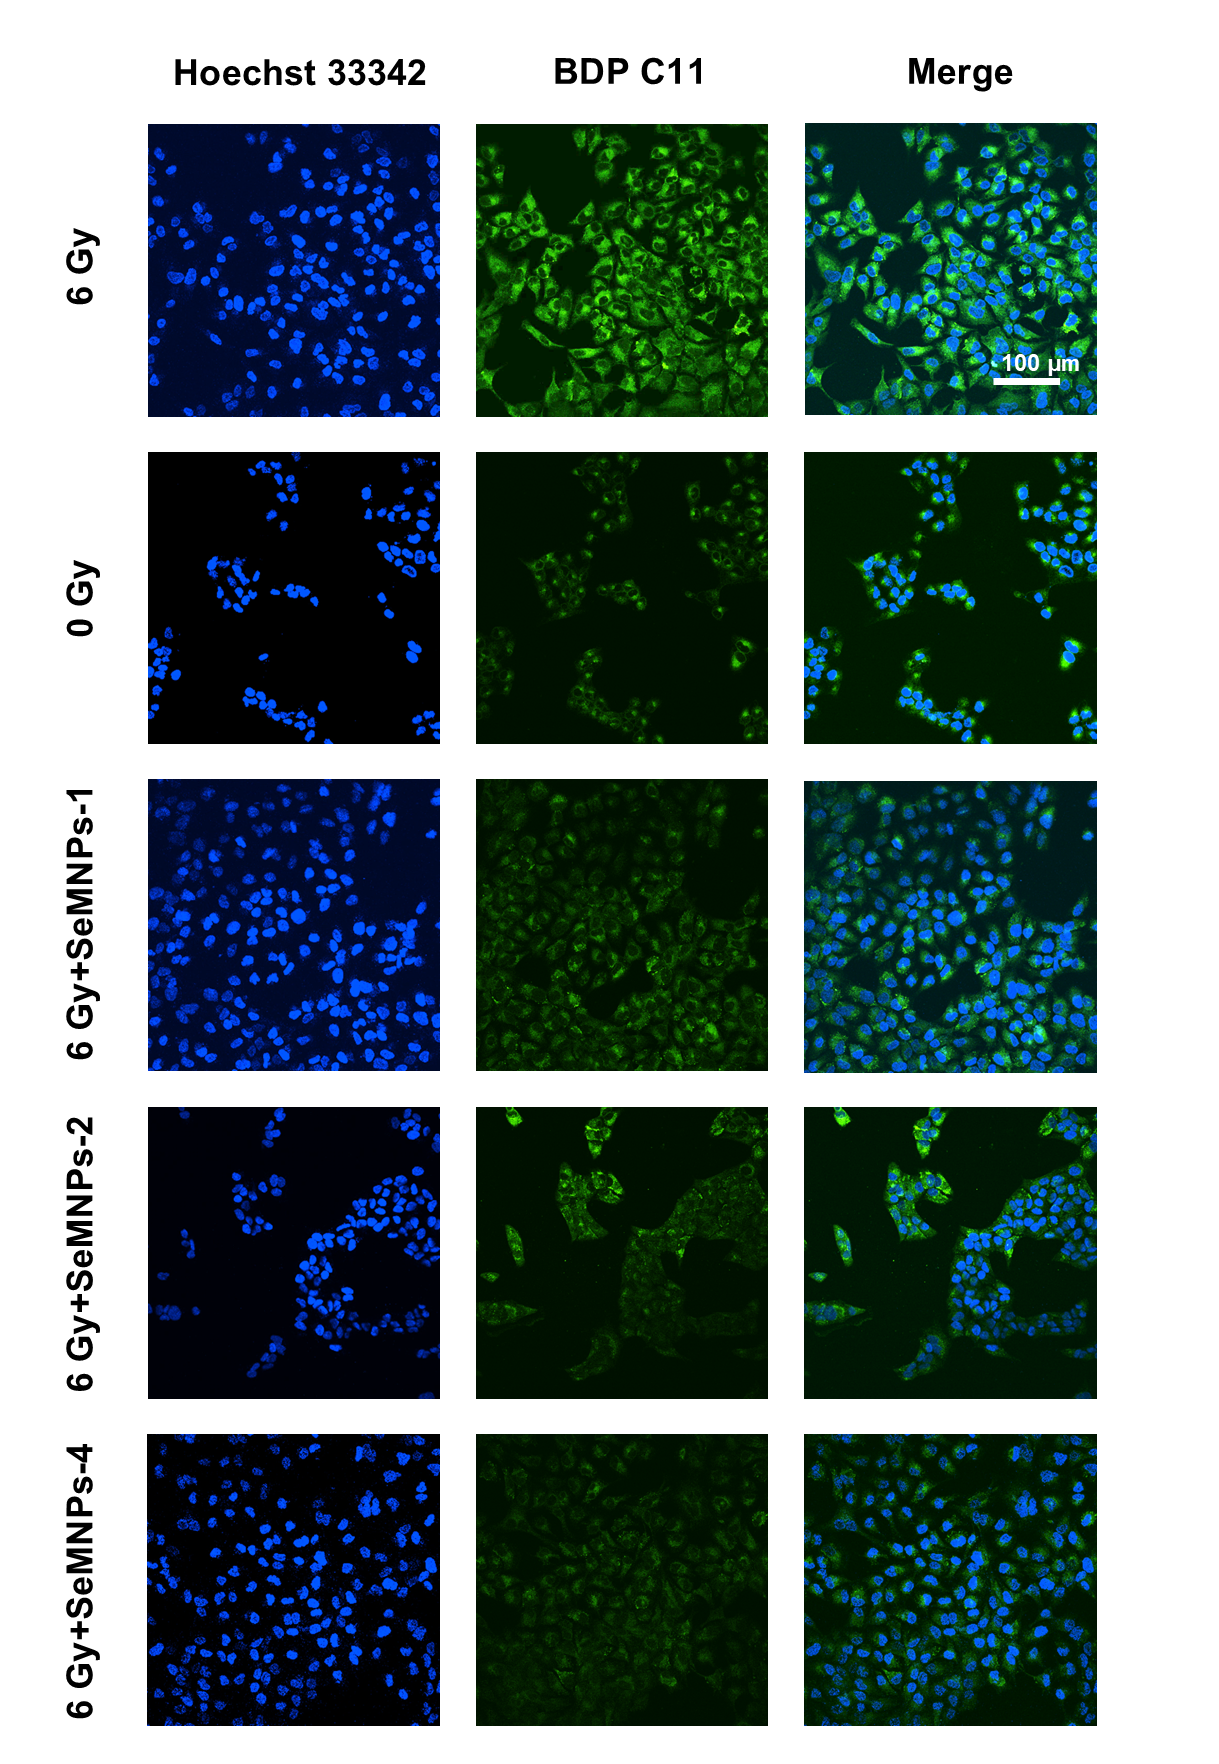 Hoechst 33342 BDP C11 Merge
6 Gy
100 μm
0 Gy
6 Gy+SeMNPs-1
6 Gy+SeMNPs-2
6 Gy+SeMNPs-4